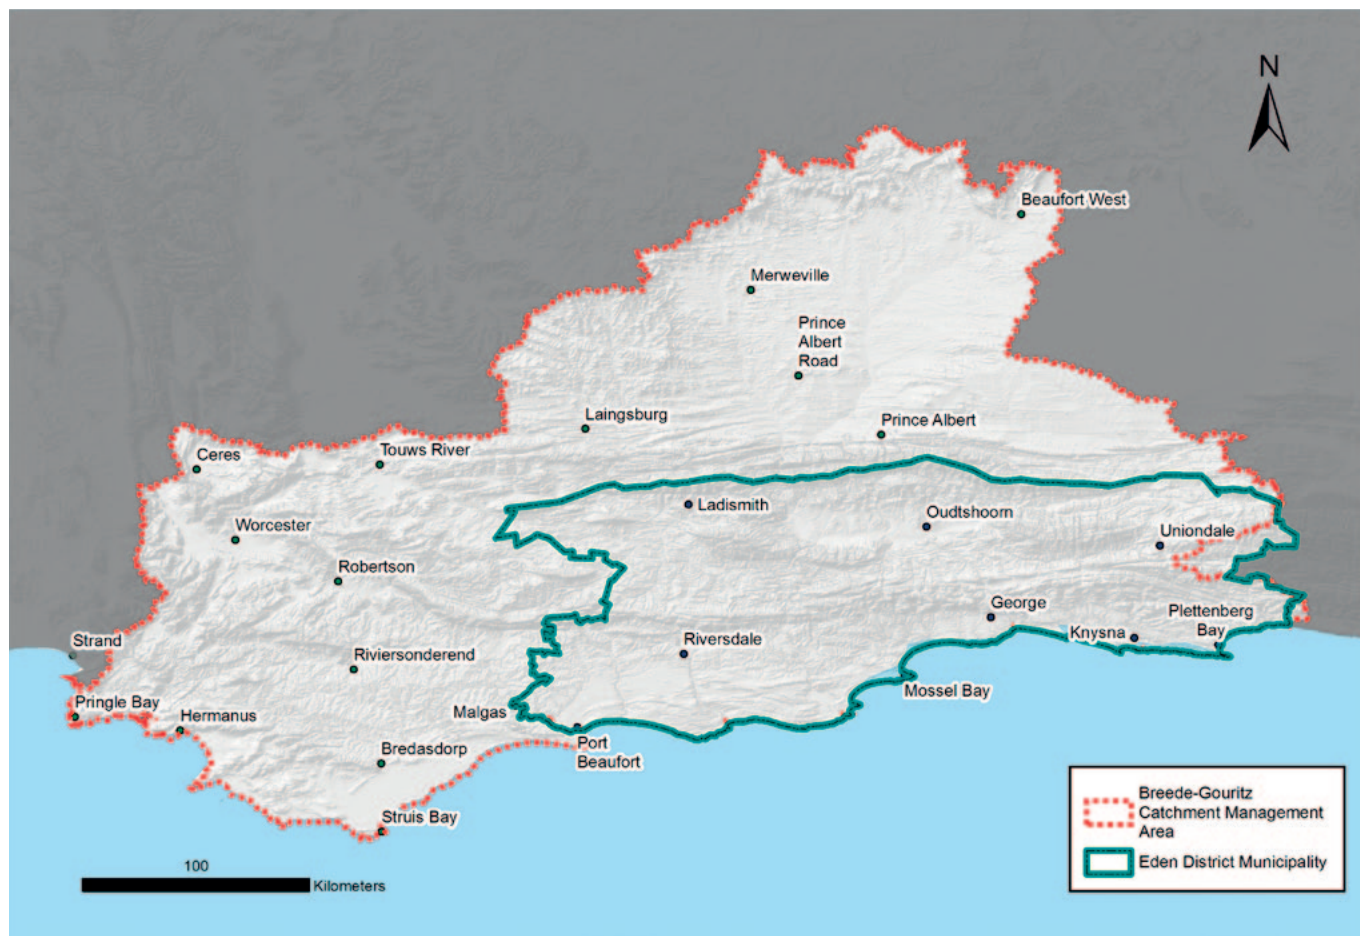 N
Beaufort West
Merweville
Prince
Albert
Road
Laingsburg
Prince Albert
Ceres
Touws River
Ladismith
Oudtshoorn
Worcester
Uniondale
Robertson
George
Plettenberg
Bay
Knysna
Strand
Riversdale
Riviersonderend
Mossel Bay
Pringle Bay
Hermanus
Malgas
Port
Beaufort
Bredasdorp
Struis Bay
100
Kilometers
Breede-Gouritz
Catchment Management
Area
Eden District Municipality